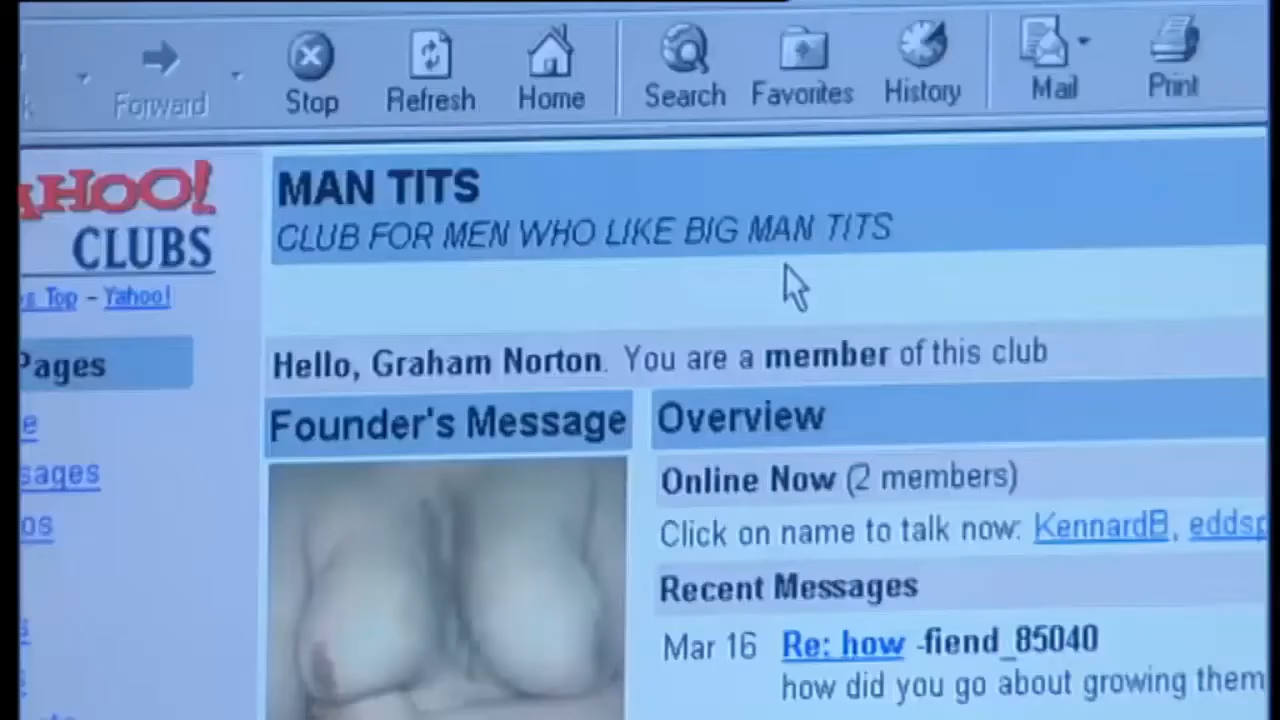 Forward
Stop
Refresh
Home
Search
Favorites
History
Mail
Print
AHOO!
CLUBS
Top - Yahoo!
MAN TITS
CLUB FOR MEN WHO LIKE BIG MAN TITS
Hello, Graham Norton. You are a member of this club
Pages
Founder's Message
Overview
Online Now (2 members)
Click on name to talk now: KennardB, eddsp
Recent Messages
Mar 16 Re: how -fiend_85040
how did you go about growing them